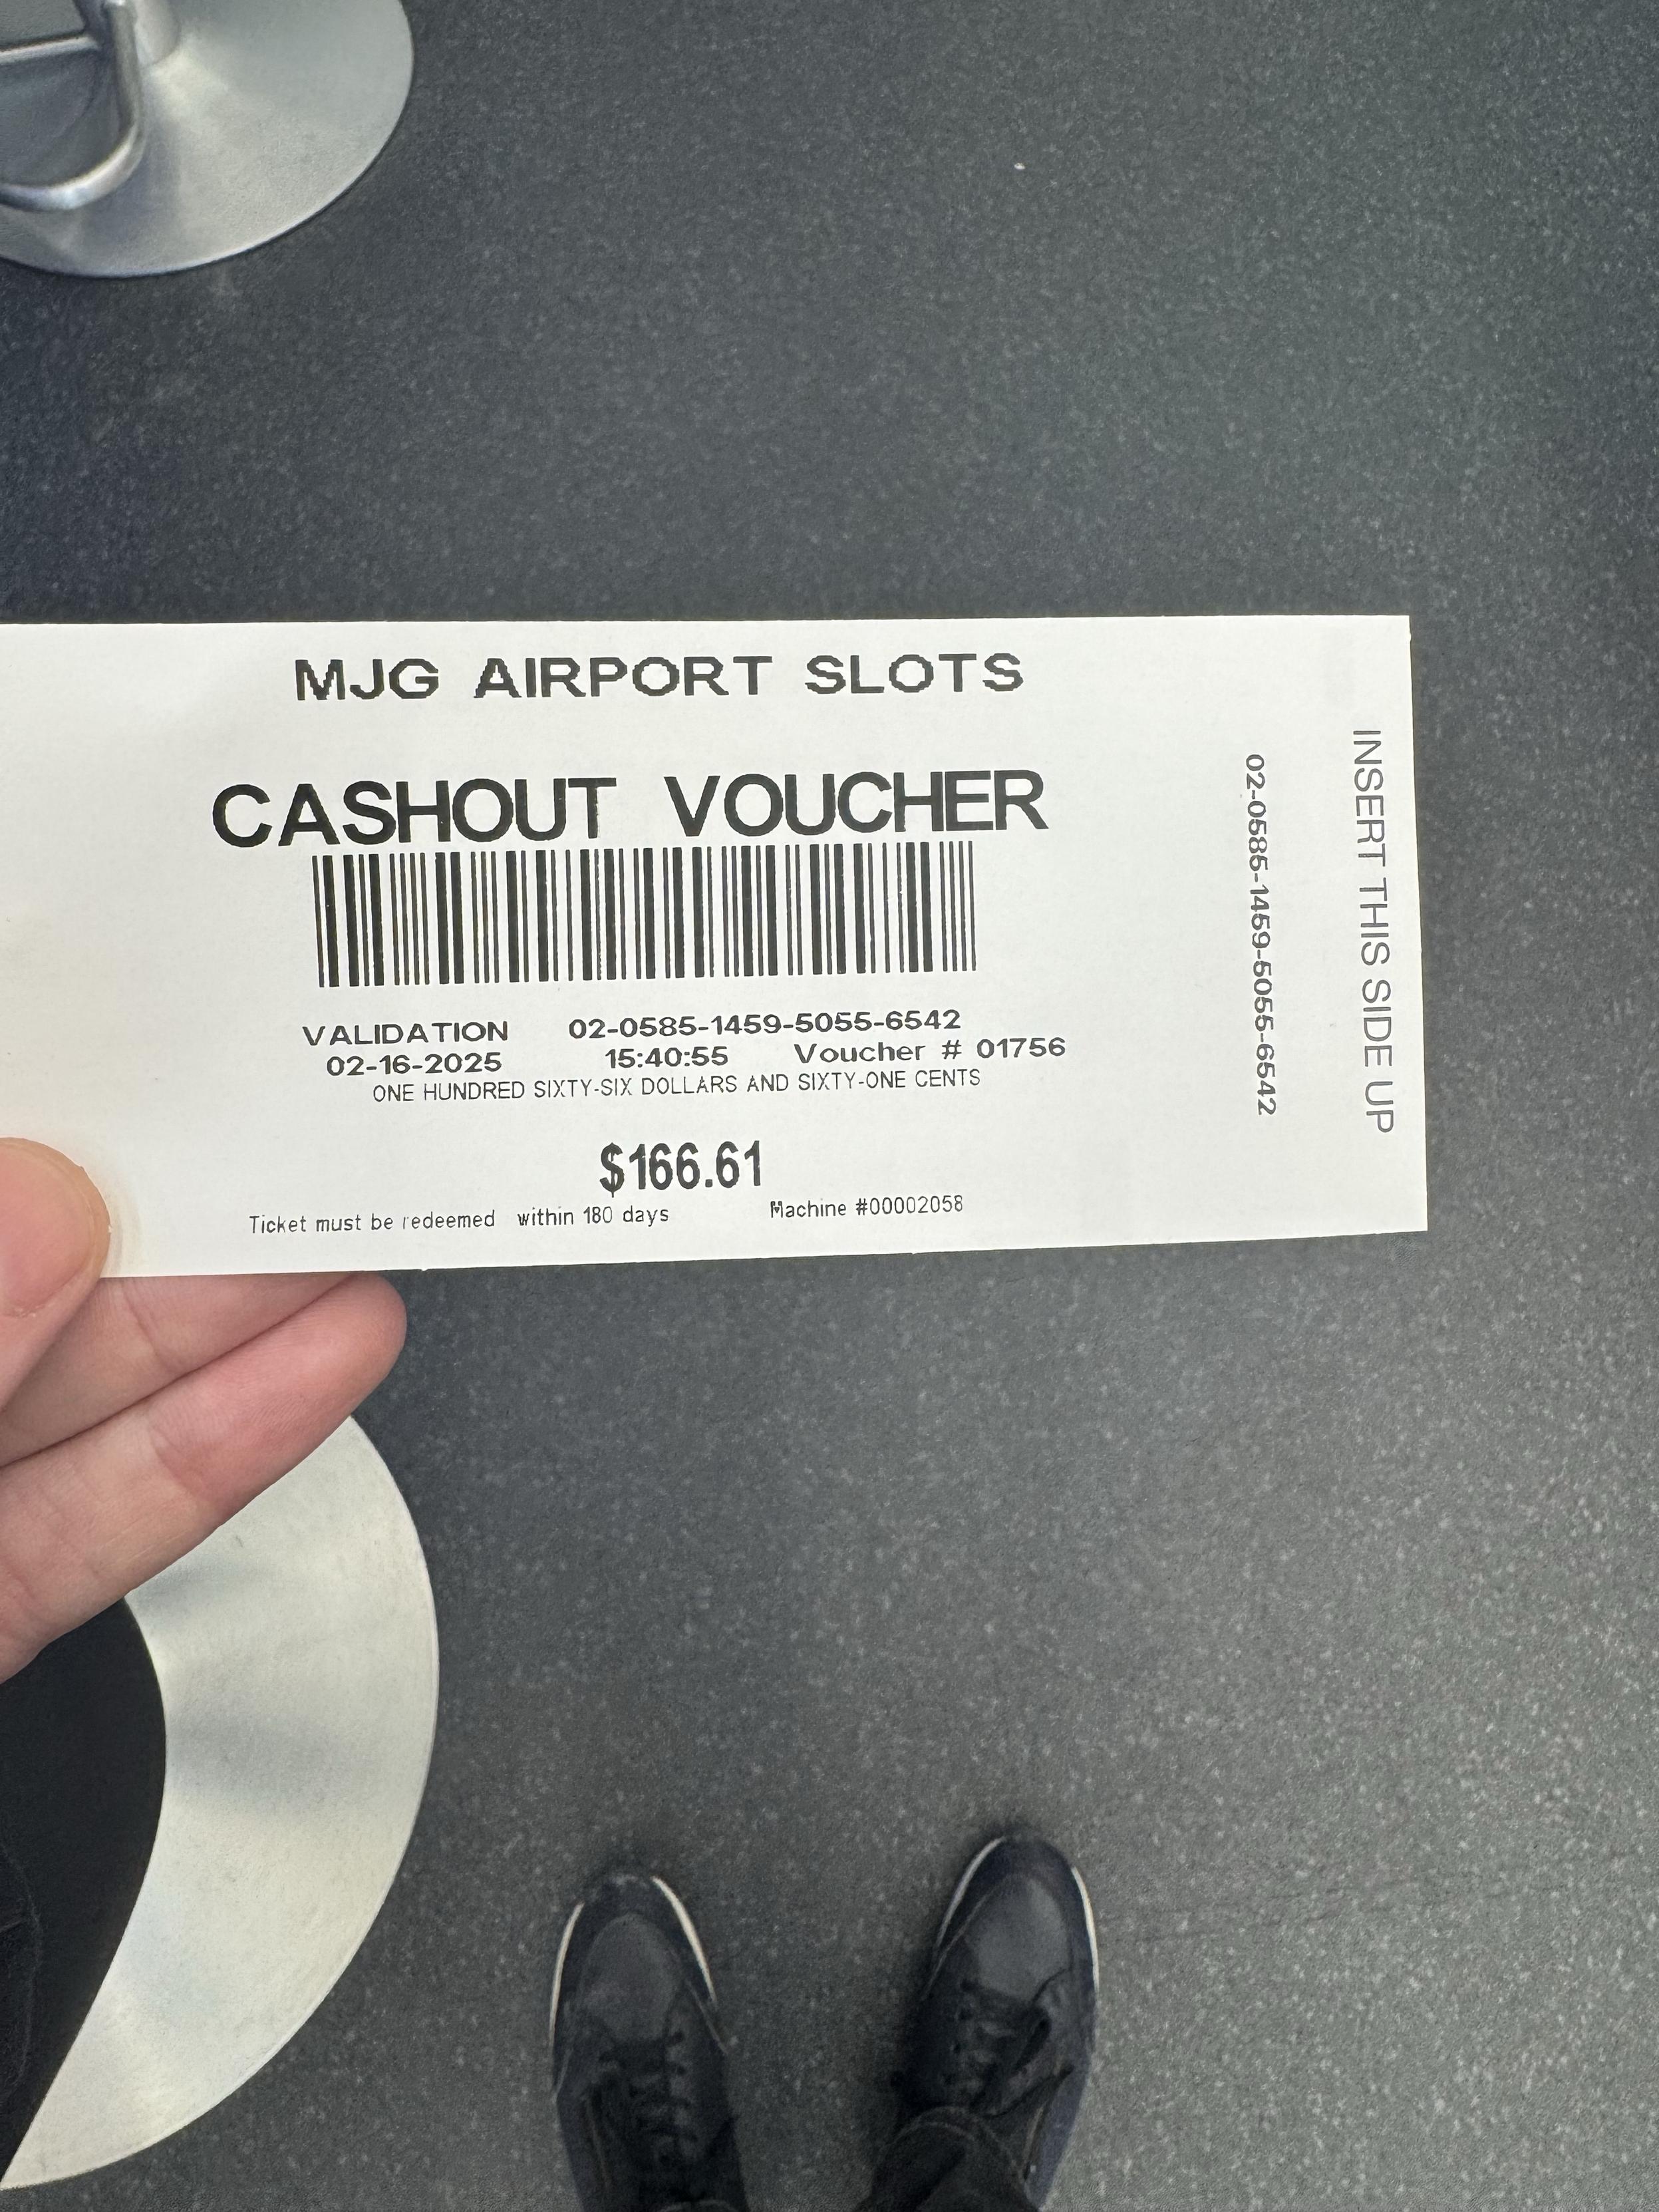 MJG AIRPORT SLOTS
CASHOUT VOUCHER
VALIDATION 02-0585-1459-5055-6542
02-16-2025 15:40:55 Voucher # 01756
ONE HUNDRED SIXTY-SIX DOLLARS AND SIXTY-ONE CENTS
$166.61
Ticket must be redeemed within 180 days Machine #00002058
02-0585-1459-5055-6542
INSERT THIS SIDE UP